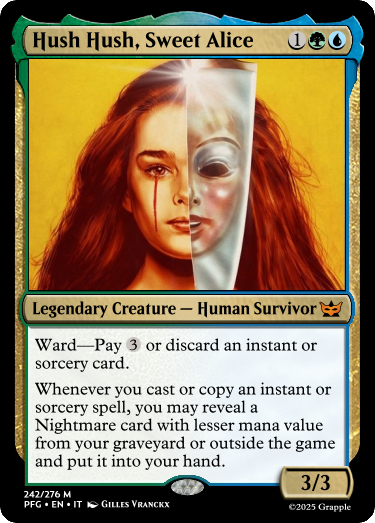 Hush Hush, Sweet Alice 1
Legendary Creature — Human Survivor
Ward—Pay 3 or discard an instant or
sorcery card.
Whenever you cast or copy an instant or
sorcery spell, you may reveal a
Nightmare card with lesser mana value
from your graveyard or outside the game
and put it into your hand.
3/3
242/276 M
PFG • EN • IT Gilles Vranckx
©2025 Grapple